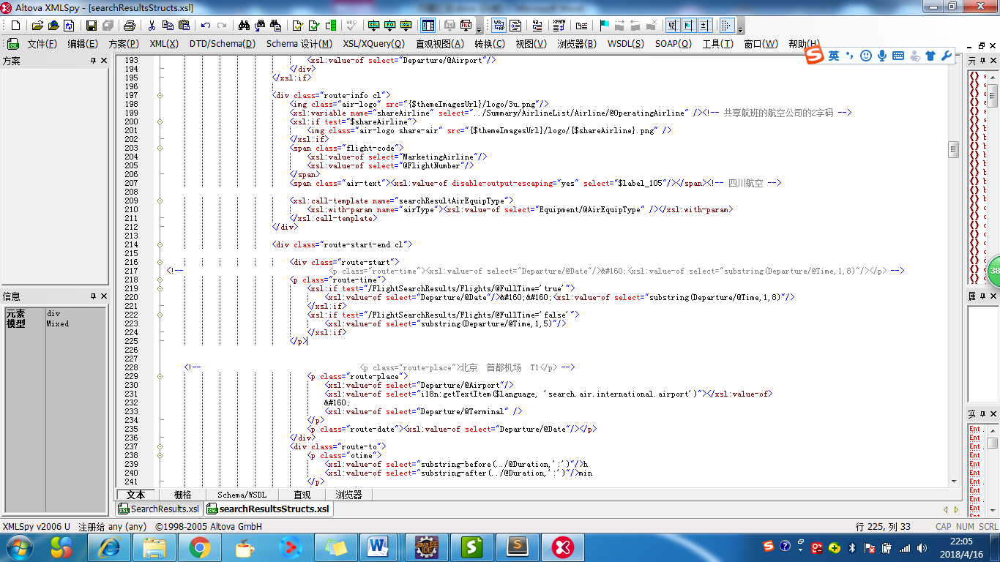 Altova XMLSpy - [searchResultsStructs.xsl]
文件(F) 编辑(E) 方案(P) XML(X) DTD/Schema(D) Schema 设计(M) XSL/XQuery(Q) 直观视图(A) 转换(C) 视图(V) 浏览器(B) WSDL(S) SOAP(O) 工具(T) 窗口(W) 帮助(H)
英
方案
193 <xsl:value-of select="Departure/@Airport"/>
194 </div>
195 </xsl:if>
196
197 <div class="route-info cl">
198 <img class="air-logo" src="{$themeImagesUrl}/logo/3u.png"/>
199 <xsl:variable name="shareAirline" select="../Summary/AirlineList/Airline/@OperatingAirline" /><!-- 共享航班的航空公司的2字码 -->
200 <xsl:if test="$shareAirline">
201 <img class="air-logo share-air" src="{$themeImagesUrl}/logo/{$shareAirline}.png" />
202 </xsl:if>
203 <span class="flight-code">
204 <xsl:value-of select="MarketingAirline"/>
205 <xsl:value-of select="@FlightNumber"/>
206 </span>
207 <span class="air-text"><xsl:value-of disable-output-escaping="yes" select="$label_105"/></span><!-- 四川航空 -->
208
209 <xsl:call-template name="searchResultAirEquipType">
210 <xsl:with-param name="airType"><xsl:value-of select="Equipment/@AirEquipType" /></xsl:with-param>
211 </xsl:call-template>
212 </div>
213
214 <div class="route-start-end cl">
215
216 <div class="route-start">
217 <!-- <p class="route-time"><xsl:value-of select="Departure/@Date"/>&#160;<xsl:value-of select="substring(Departure/@Time,1,8)"/></p> -->
218 <p class="route-time">
219 <xsl:if test="/FlightSearchResults/Flights/@FullTime='true'">
220 <xsl:value-of select="Departure/@Date"/>&#160;&#160;<xsl:value-of select="substring(Departure/@Time,1,8)"/>
221 </xsl:if>
222 <xsl:if test="/FlightSearchResults/Flights/@FullTime='false'">
223 <xsl:value-of select="substring(Departure/@Time,1,5)"/>
224 </xsl:if>
225 </p>
226
227
228 <!-- <p class="route-place">北京 首都机场 T1</p> -->
229 <p class="route-place">
230 <xsl:value-of select="Departure/@Airport"/>
231 <xsl:value-of select="i18n:getTextItem($language, 'search.air.international.airport')"></xsl:value-of>
232 &#160;
233 <xsl:value-of select="Departure/@Terminal" />
234 </p>
235 <p class="route-date"><xsl:value-of select="Departure/@Date"/></p>
236 </div>
237 <div class="route-to">
238 <p class="otime">
239 <xsl:value-of select="substring-before(../@Duration,':')"/>h
240 <xsl:value-of select="substring-after(../@Duration,':')"/>min
241 </p>
信息
元素 div
模型 Mixed
元
38
属
实
Ent
Ent
Ent
Ent
Ent
Ent
Ent
Ent
Ent
Ent
文本 栅格 Schema/WSDL 直观 浏览器
SearchResults.xsl searchResultsStructs.xsl
XMLSpy v2006 U 注册给 any (any) ©1998-2005 Altova GmbH
行 225, 列 33 CAP NUM SCRL
Java EE
IDE
22:05
2018/4/16